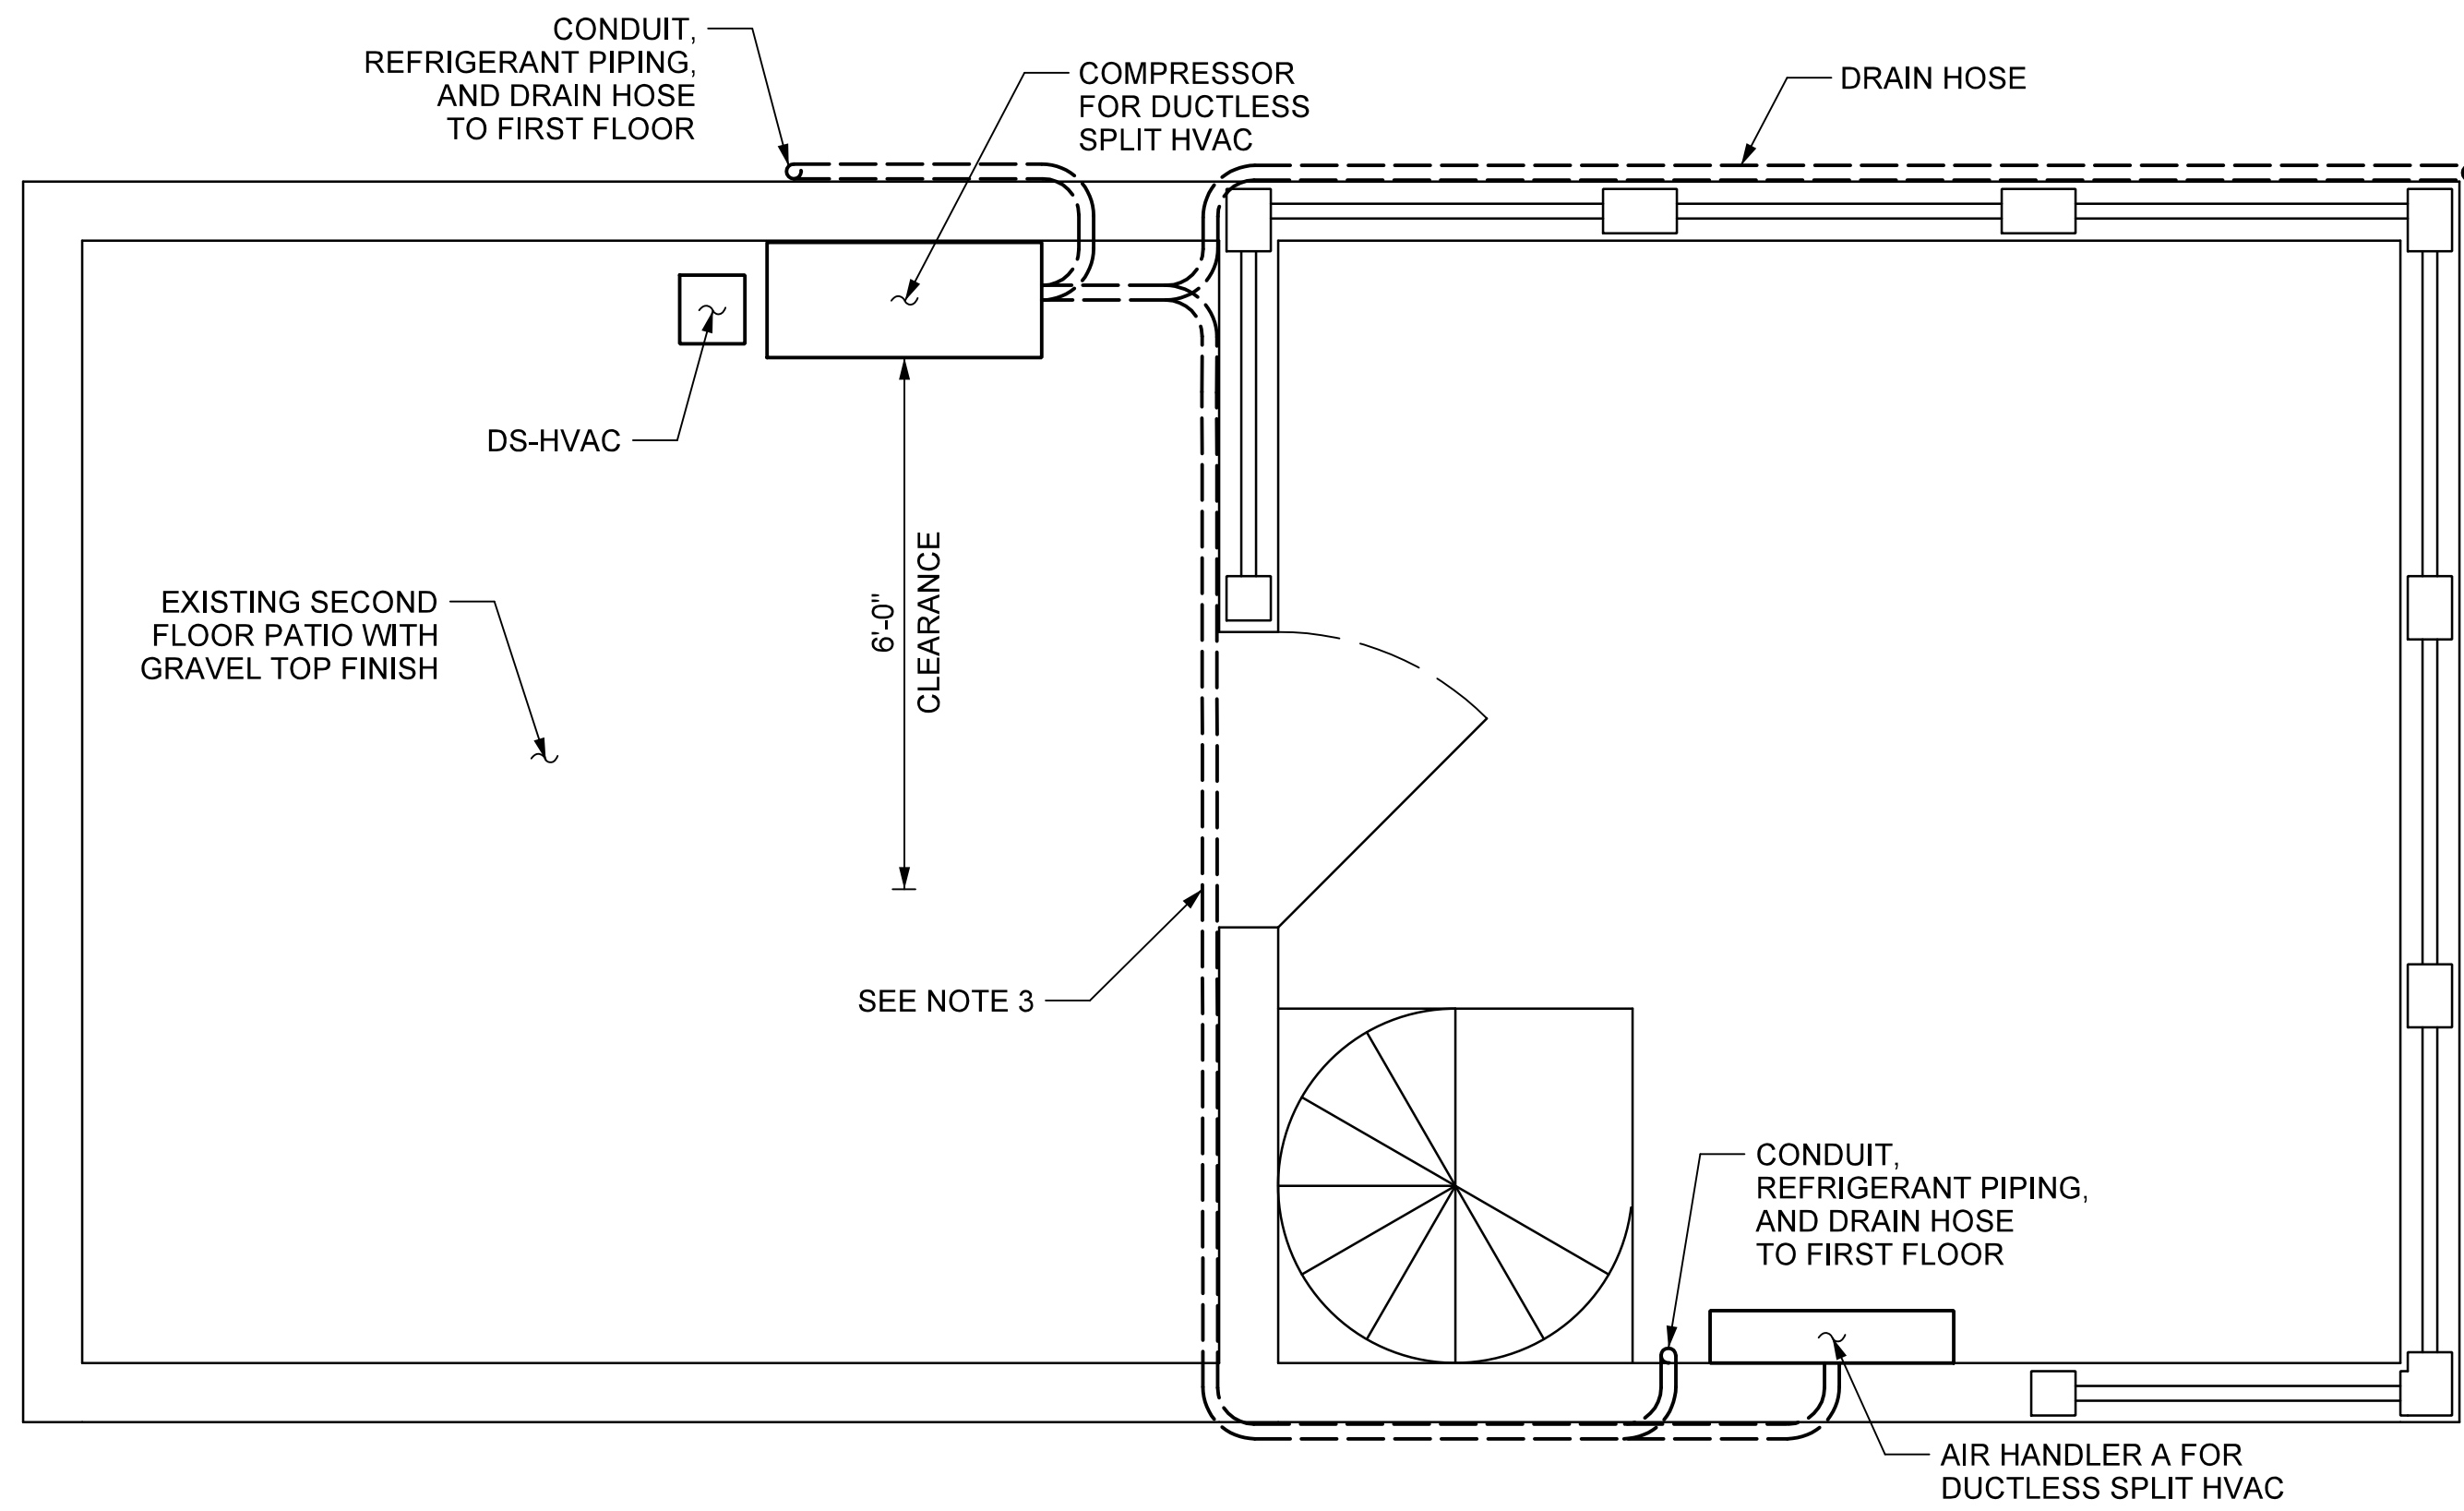 CONDUIT,
REFRIGERANT PIPING,
AND DRAIN HOSE
TO FIRST FLOOR
COMPRESSOR
FOR DUCTLESS
SPLIT HVAC
DRAIN HOSE
DS-HVAC
6'-0"
CLEARANCE
EXISTING SECOND
FLOOR PATIO WITH
GRAVEL TOP FINISH
SEE NOTE 3
CONDUIT,
REFRIGERANT PIPING,
AND DRAIN HOSE
TO FIRST FLOOR
AIR HANDLER A FOR
DUCTLESS SPLIT HVAC